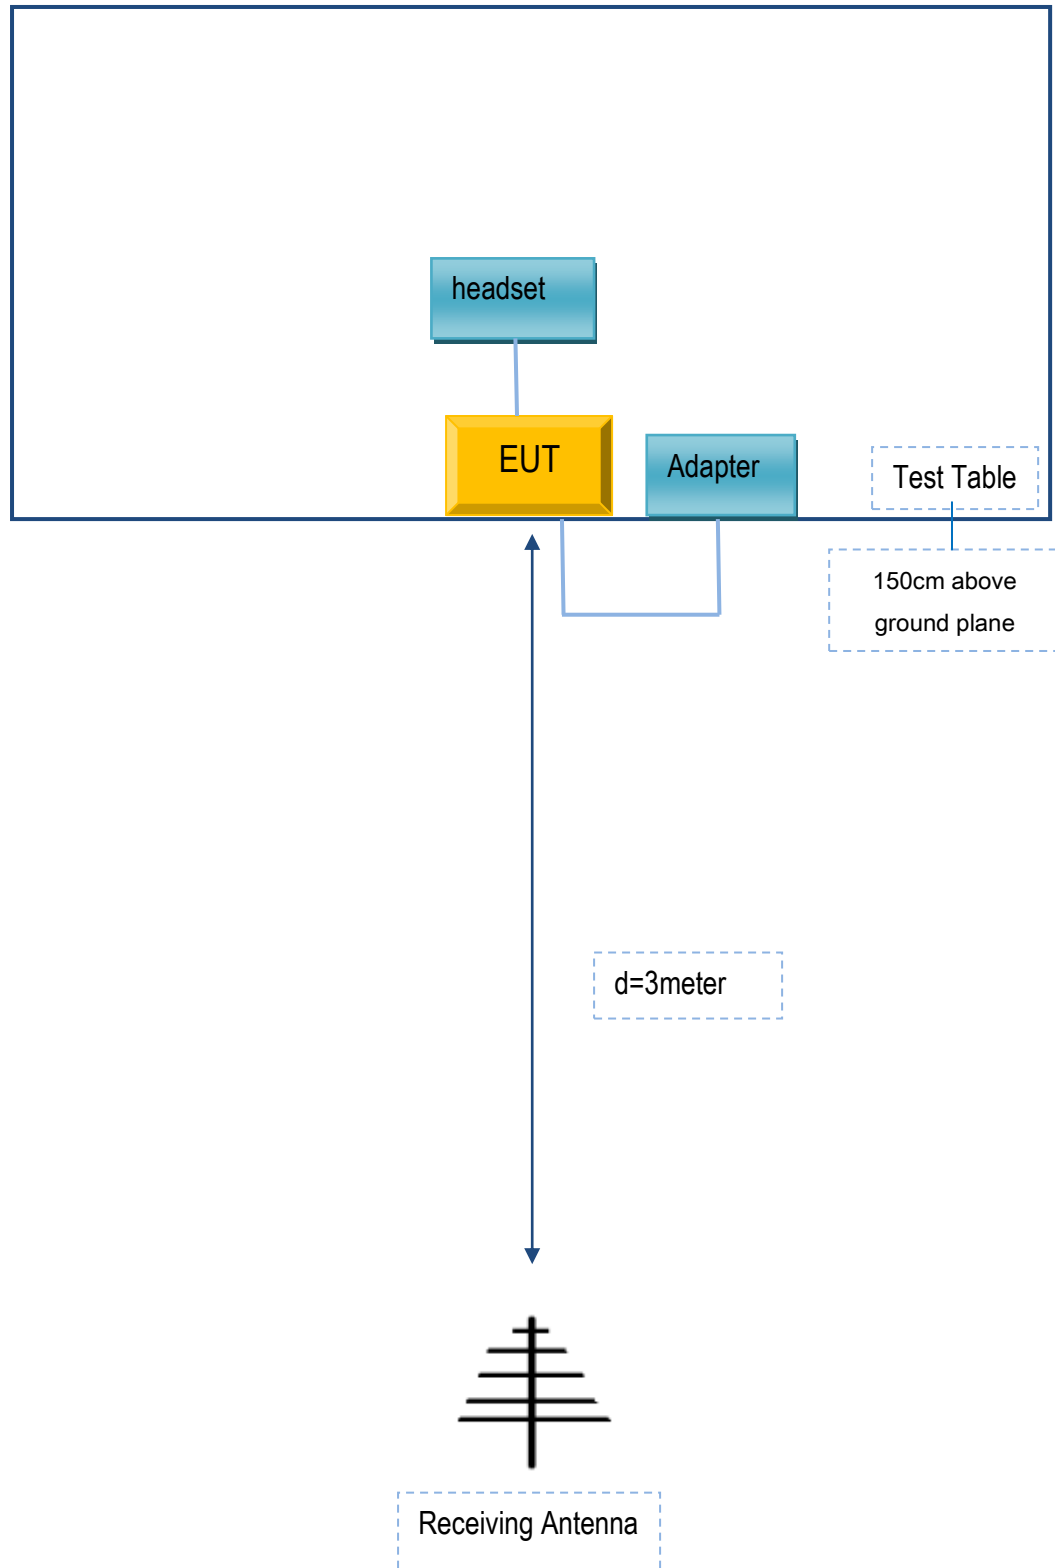 headset
EUT
Adapter
Test Table
150cm above
ground plane
d=3meter
Receiving Antenna